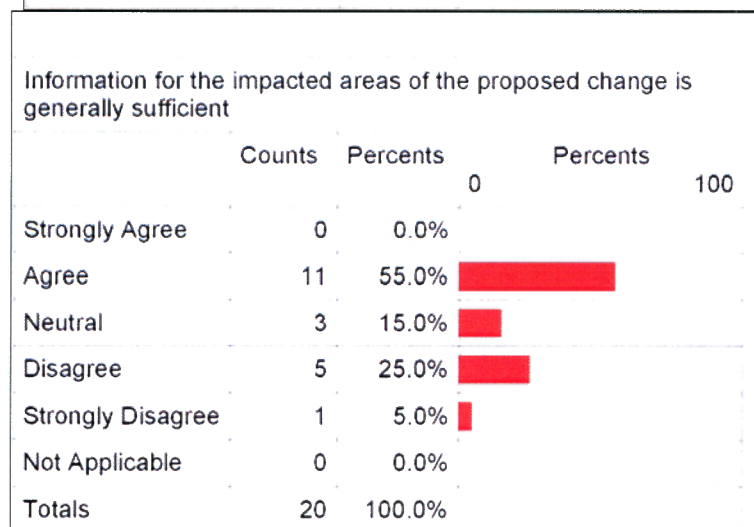 Information for the impacted areas of the proposed change is
generally sufficient
Counts Percents Percents
0 100
Strongly Agree 0 0.0%
Agree 11 55.0%
Neutral 3 15.0%
Disagree 5 25.0%
Strongly Disagree 1 5.0%
Not Applicable 0 0.0%
Totals 20 100.0%